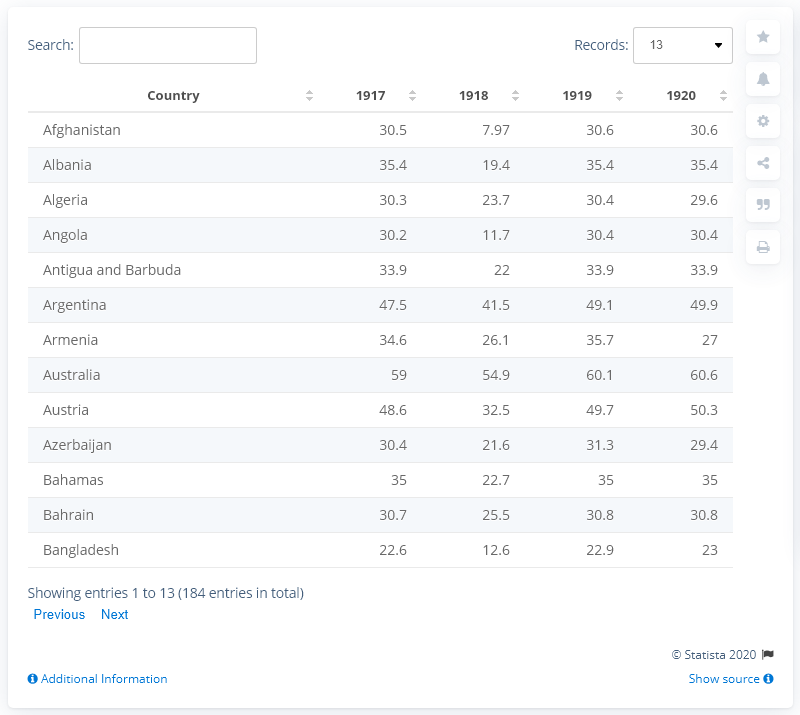 Search:
Records: 13
Country 1917 1918 1919 1920
Afghanistan 30.5 7.97 30.6 30.6
Albania 35.4 19.4 35.4 35.4
Algeria 30.3 23.7 30.4 29.6
Angola 30.2 11.7 30.4 30.4
Antigua and Barbuda 33.9 22 33.9 33.9
Argentina 47.5 41.5 49.1 49.9
Armenia 34.6 26.1 35.7 27
Australia 59 54.9 60.1 60.6
Austria 48.6 32.5 49.7 50.3
Azerbaijan 30.4 21.6 31.3 29.4
Bahamas 35 22.7 35 35
Bahrain 30.7 25.5 30.8 30.8
Bangladesh 22.6 12.6 22.9 23
Showing entries 1 to 13 (184 entries in total)
Previous Next
© Statista 2020
Additional Information
Show source